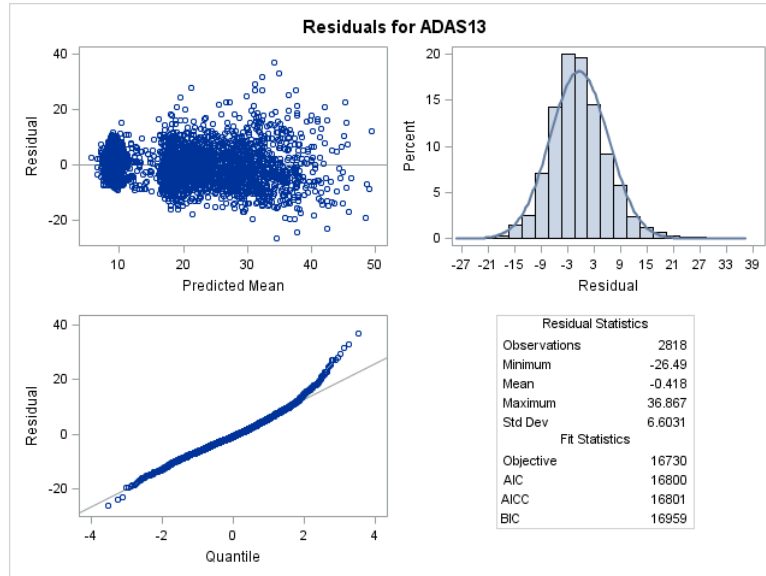 Residuals for ADAS13
40
20
0
-20
Residual
10 20 30 40 50
Predicted Mean
20
15
10
5
0
Percent
-27 -21 -15 -9 -3 3 9 15 21 27 33 39
Residual
40
20
0
-20
Residual
-4 -2 0 2 4
Quantile
Residual Statistics
Observations 2818
Minimum -26.49
Mean -0.418
Maximum 36.867
Std Dev 6.6031
Fit Statistics
Objective 16730
AIC 16800
AICC 16801
BIC 16959